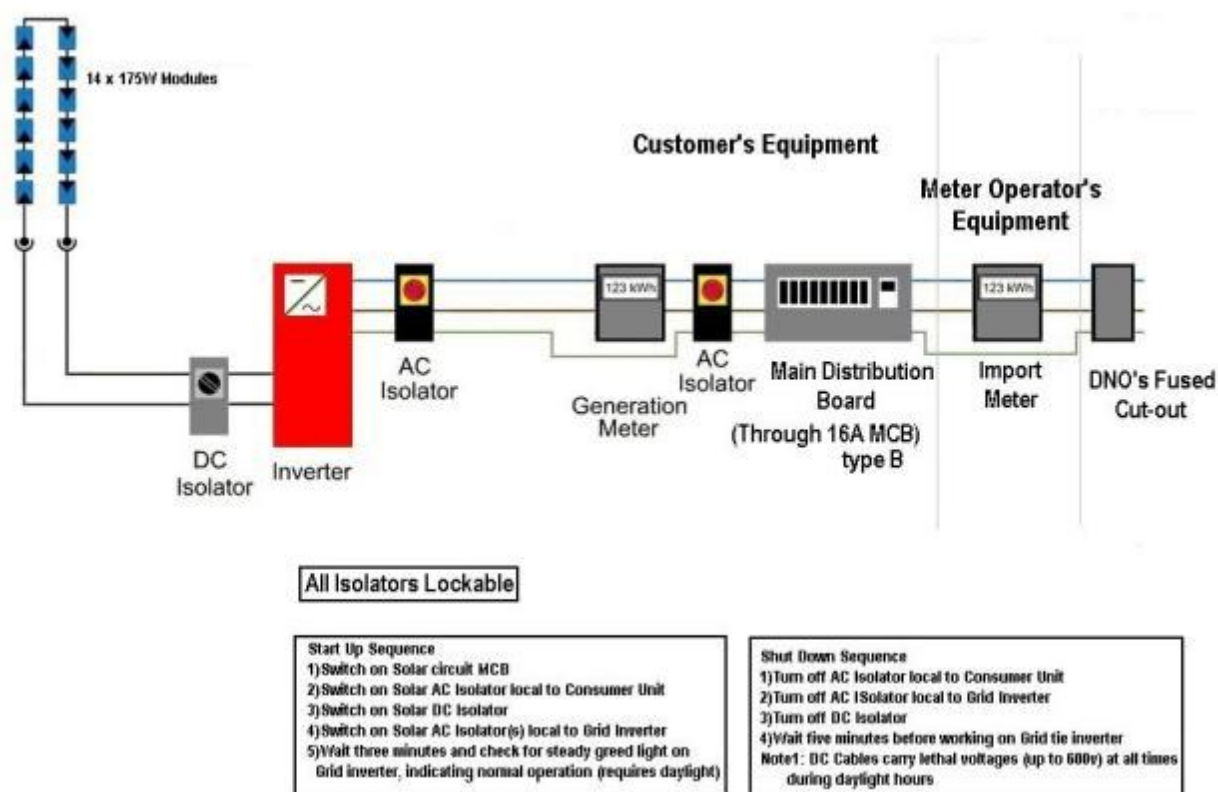 14 x 175W Modules
Customer's Equipment
Meter Operator's
Equipment
123 kWh
123 kWh
AC
Isolator
Generation
Meter
AC
Isolator
Main Distribution
Board
(Through 16A MCB)
type B
Import
Meter
DNO's Fused
Cut-out
DC
Isolator
Inverter
All Isolators Lockable
Start Up Sequence
1)Switch on Solar circuit MCB
2)Switch on Solar AC Isolator local to Consumer Unit
3)Switch on Solar DC Isolator
4)Switch on Solar AC Isolator(s) local to Grid Inverter
5)Wait three minutes and check for steady greed light on
Grid inverter, indicating normal operation (requires daylight)
Shut Down Sequence
1)Turn off AC Isolator local to Consumer Unit
2)Turn off AC ISolator local to Grid Inverter
3)Turn off DC Isolator
4)Wait five minutes before working on Grid tie inverter
Note1: DC Cables carry lethal voltages (up to 600v) at all times
during daylight hours